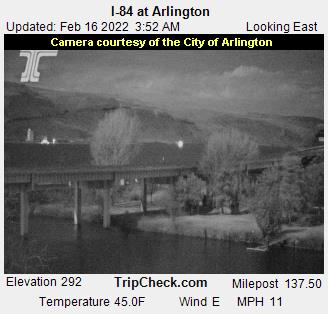 I-84 at Arlington
Updated: Feb 16 2022 3:52 AM Looking East
Camera courtesy of the City of Arlington
Elevation 292 TripCheck.com Milepost 137.50
Temperature 45.0F Wind E MPH 11